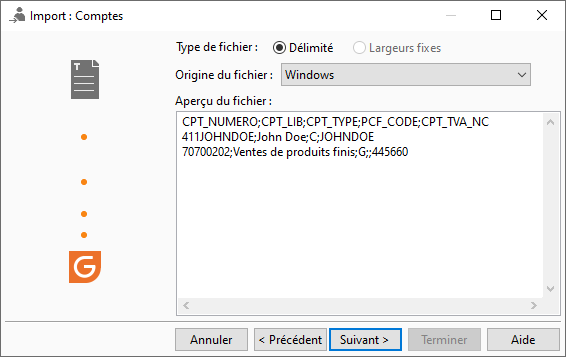 Import : Comptes
Type de fichier :
Délimité
Largeurs fixes
Origine du fichier :
Windows
Aperçu du fichier :
CPT_NUMERO;CPT_LIB;CPT_TYPE;PCF_CODE;CPT_TVA_NC
411JOHNDOE;John Doe;C;JOHNDOE
70700202;Ventes de produits finis;G;;445660
T
G
Annuler
< Précédent
Suivant >
Terminer
Aide